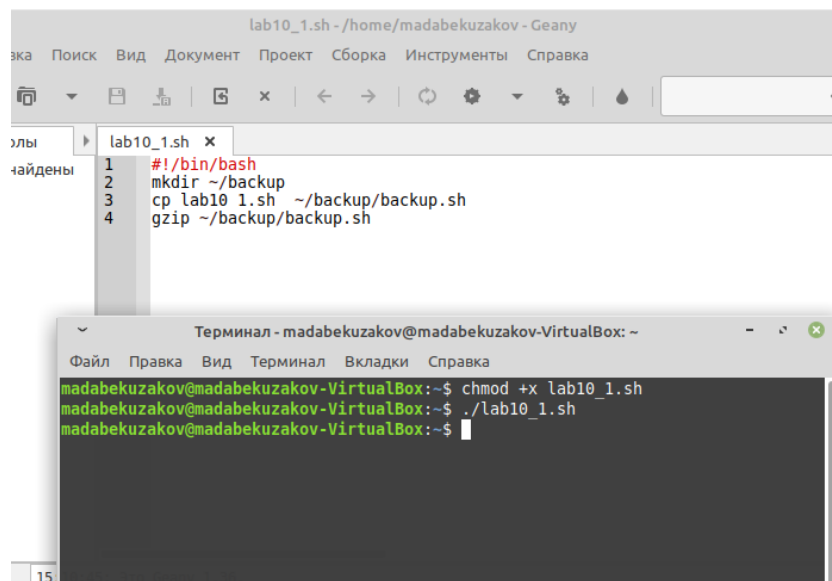 lab10_1.sh - /home/madabekuzakov - Geany
вка Поиск Вид Документ Проект Сборка Инструменты Справка
олы lab10_1.sh ×
найдены
1 #!/bin/bash
2 mkdir ~/backup
3 cp lab10_1.sh  ~/backup/backup.sh
4 gzip ~/backup/backup.sh
Терминал - madabekuzakov@madabekuzakov-VirtualBox: ~
Файл Правка Вид Терминал Вкладки Справка
madabekuzakov@madabekuzakov-VirtualBox:~$ chmod +x lab10_1.sh
madabekuzakov@madabekuzakov-VirtualBox:~$ ./lab10_1.sh
madabekuzakov@madabekuzakov-VirtualBox:~$
15